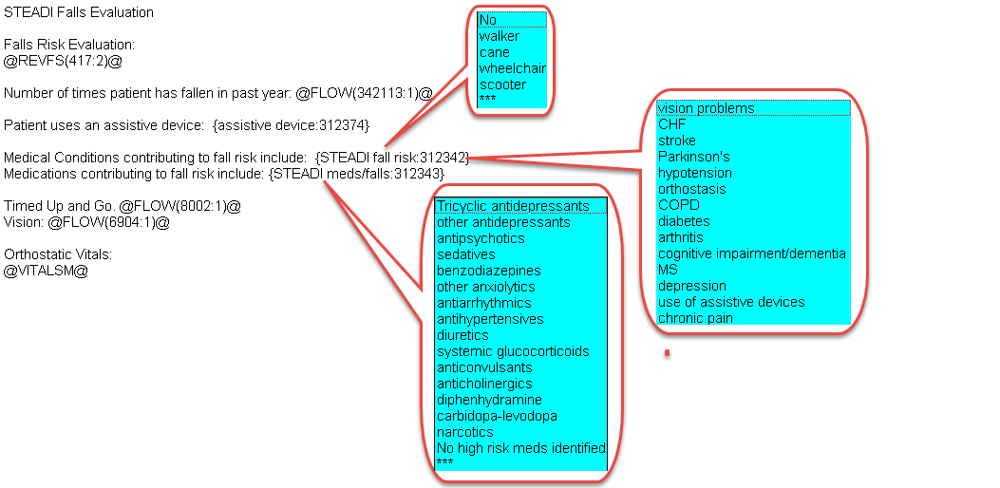 STEADI Falls Evaluation
Falls Risk Evaluation:
@REVFS(417:2)@
Number of times patient has fallen in past year: @FLOW(342113:1)@
Patient uses an assistive device:  {assistive device:312374}
Medical Conditions contributing to fall risk include:  {STEADI fall risk:312342}
Medications contributing to fall risk include: {STEADI meds/falls:312343}
Timed Up and Go. @FLOW(8002:1)@
Vision: @FLOW(6904:1)@
Orthostatic Vitals:
@VITALSM@
No
walker
cane
wheelchair
scooter
***
vision problems
CHF
stroke
Parkinson's
hypotension
orthostasis
COPD
diabetes
arthritis
cognitive impairment/dementia
MS
depression
use of assistive devices
chronic pain
Tricyclic antidepressants
other antidepressants
antipsychotics
sedatives
benzodiazepines
other anxiolytics
antiarrhythmics
antihypertensives
diuretics
systemic glucocorticoids
anticonvulsants
anticholinergics
diphenhydramine
carbidopa-levodopa
narcotics
No high risk meds identified
***